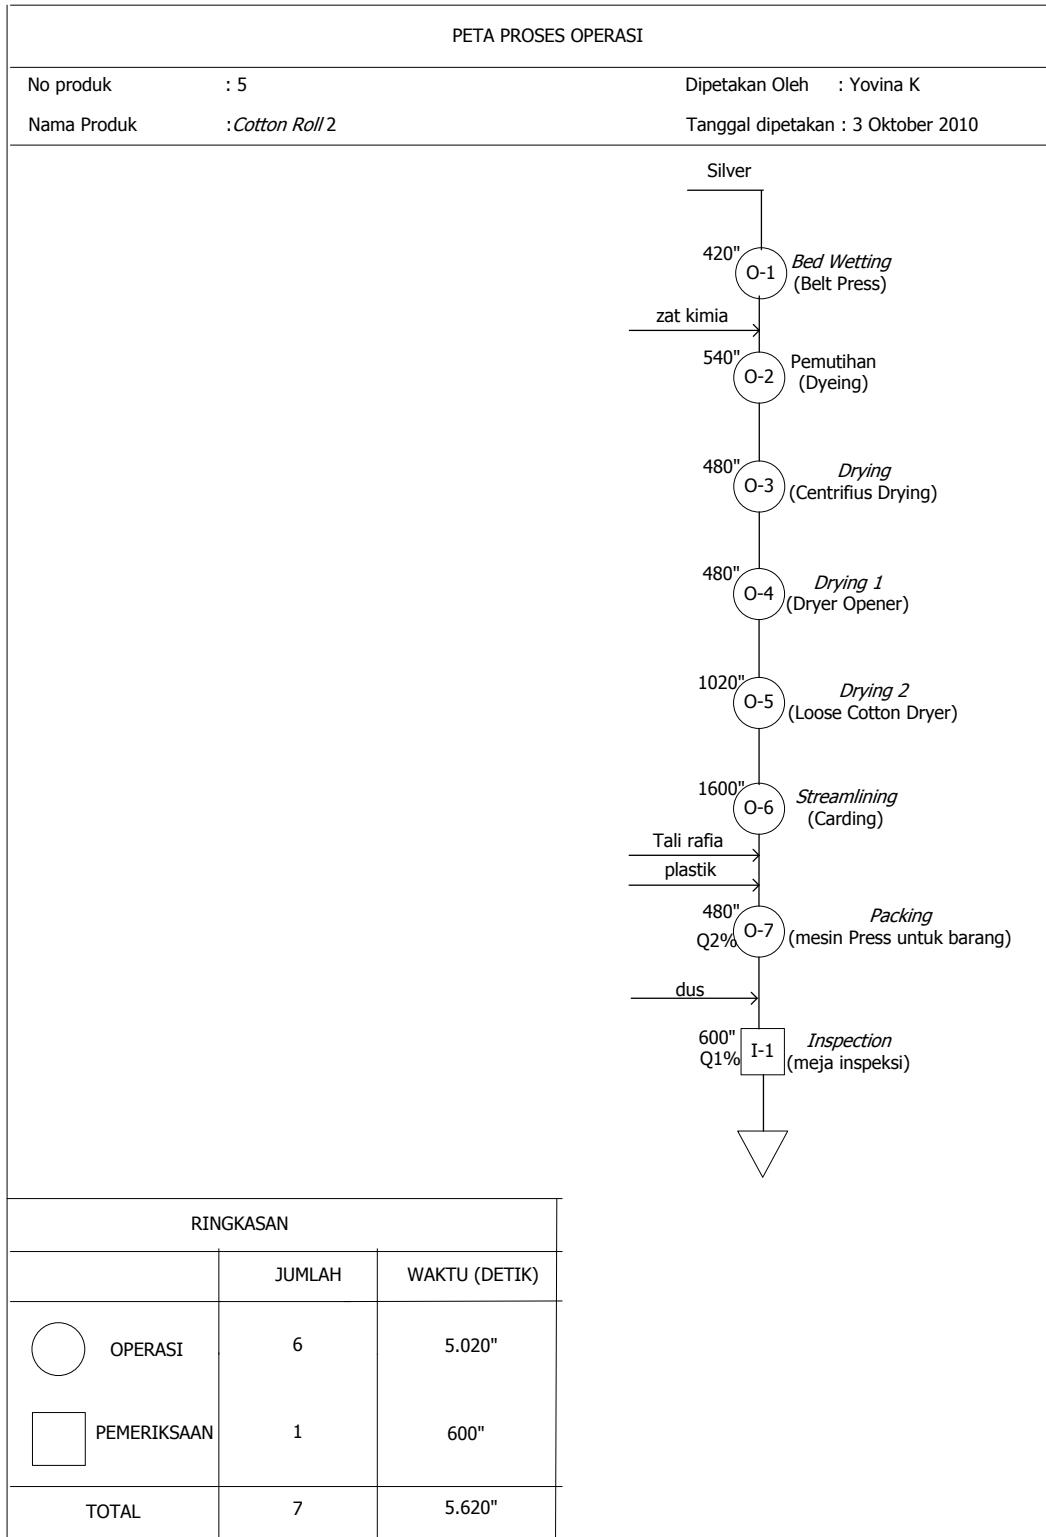 PETA PROSES OPERASI
No produk : 5
Dipetakan Oleh : Yovina K
Nama Produk : Cotton Roll 2
Tanggal dipetakan : 3 Oktober 2010
Silver
420"
O-1
Bed Wetting
(Belt Press)
zat kimia
540"
O-2
Pemutihan
(Dyeing)
480"
O-3
Drying
(Centrifius Drying)
480"
O-4
Drying 1
(Dryer Opener)
1020"
O-5
Drying 2
(Loose Cotton Dryer)
1600"
O-6
Streamlining
(Carding)
Tali rafia
plastik
480"
Q2%
O-7
Packing
(mesin Press untuk barang)
dus
600"
Q1%
I-1
Inspection
(meja inspeksi)
RINGKASAN
JUMLAH WAKTU (DETIK)
OPERASI 6 5.020"
PEMERIKSAAN 1 600"
TOTAL 7 5.620"